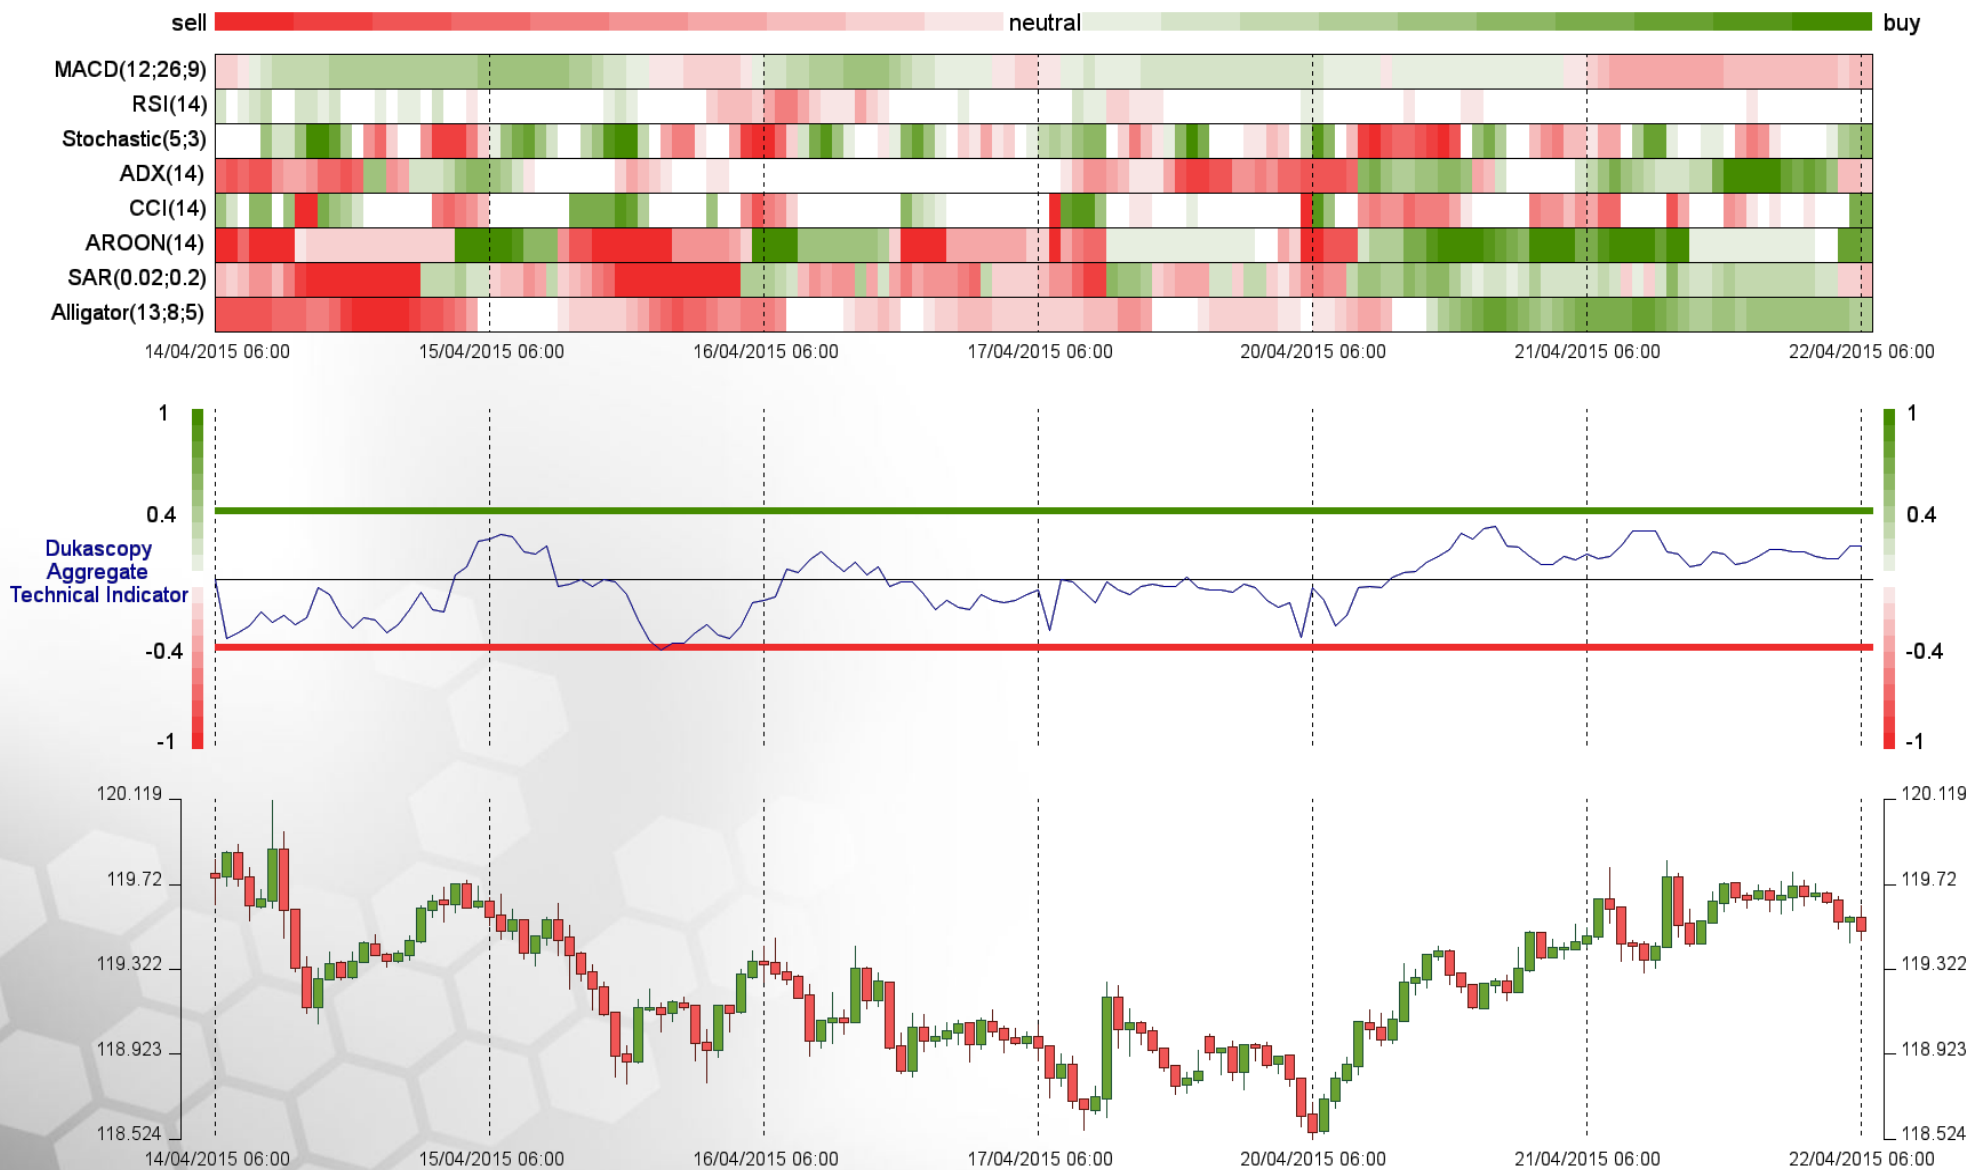 sell neutral buy
MACD(12;26;9)
RSI(14)
Stochastic(5;3)
ADX(14)
CCI(14)
AROON(14)
SAR(0.02;0.2)
Alligator(13;8;5)
14/04/2015 06:00 15/04/2015 06:00 16/04/2015 06:00 17/04/2015 06:00 20/04/2015 06:00 21/04/2015 06:00 22/04/2015 06:00
1 1
0.4 0.4
Dukascopy
Aggregate
Technical Indicator
-0.4 -0.4
-1 -1
120.119 120.119
119.72 119.72
119.322 119.322
118.923 118.923
118.524 118.524
14/04/2015 06:00 15/04/2015 06:00 16/04/2015 06:00 17/04/2015 06:00 20/04/2015 06:00 21/04/2015 06:00 22/04/2015 06:00